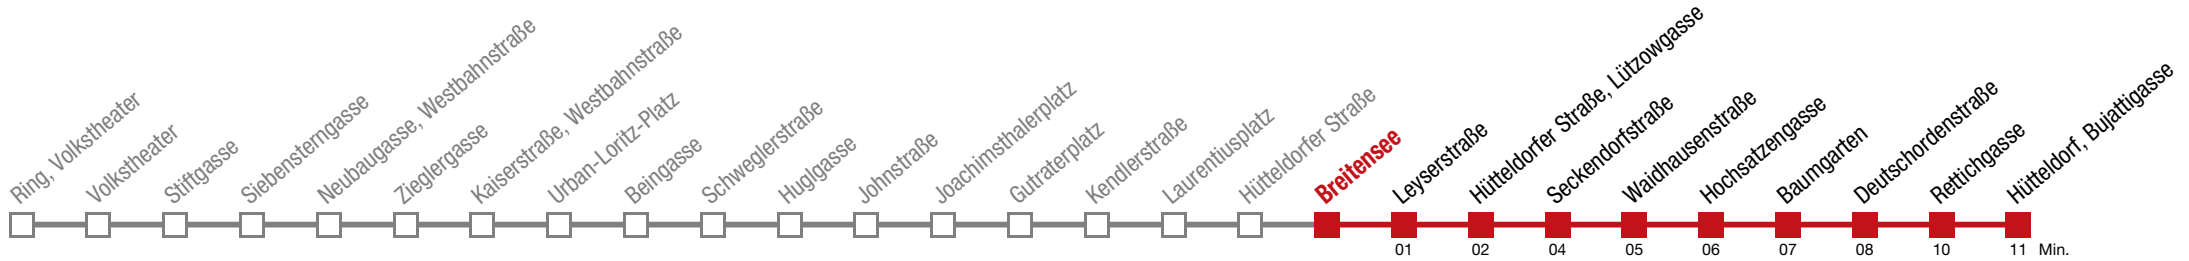 Ring, Volkstheater
Volkstheater
Stiftgasse
Siebensterngasse
Neubaugasse, Westbahnstraße
Zieglergasse
Kaiserstraße, Westbahnstraße
Urban-Loritz-Platz
Beingasse
Schweglerstraße
Huglgasse
Johnstraße
Joachimsthalerplatz
Gutraterplatz
Kendlerstraße
Laurentiusplatz
Hütteldorfer Straße
Breitensee
Leyserstraße
Hütteldorfer Straße, Lützowgasse
Seckendorfstraße
Waidhausenstraße
Hochsatzengasse
Baumgarten
Deutschordenstraße
Rettichgasse
Hütteldorf, Bujattigasse
01 02 04 05 06 07 08 10 11 Min.